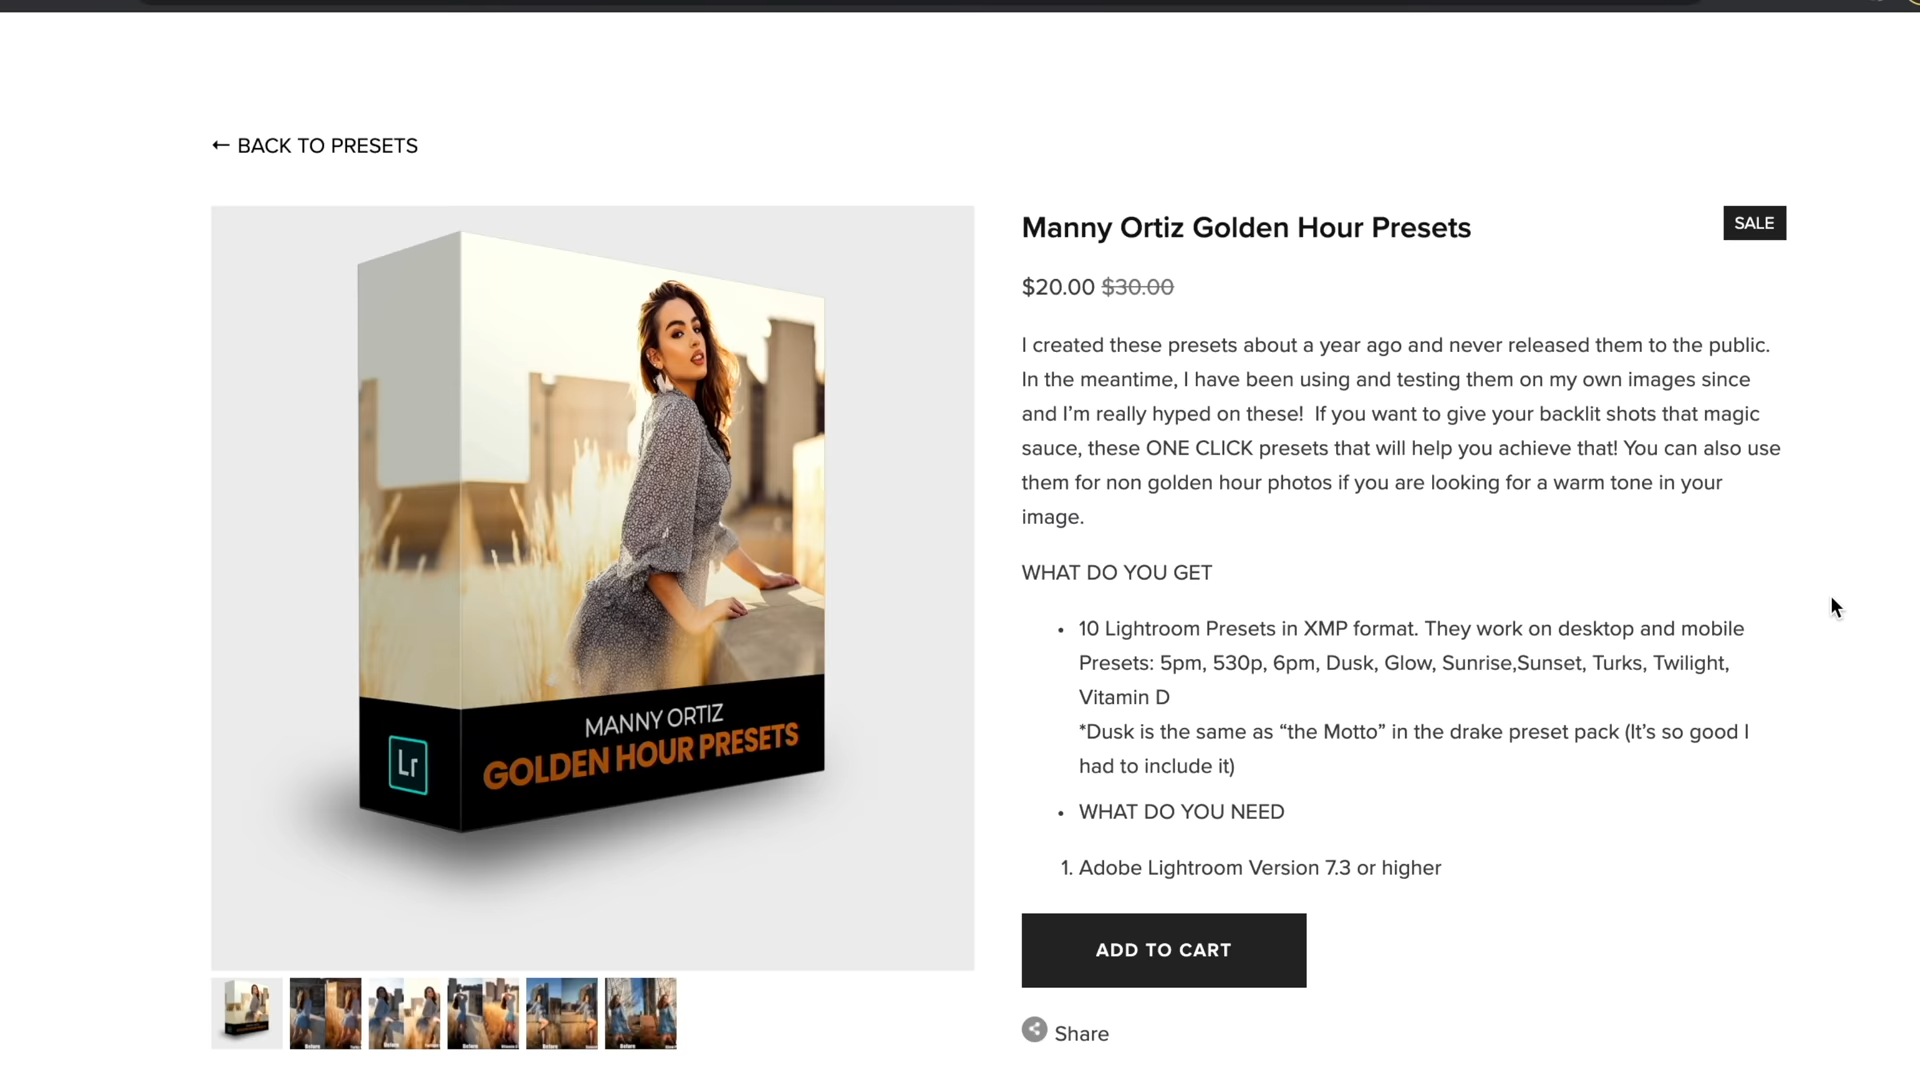 ← BACK TO PRESETS
MANNY ORTIZ
GOLDEN HOUR PRESETS
Lr
Manny Ortiz Golden Hour Presets
SALE
$20.00 $30.00
I created these presets about a year ago and never released them to the public.
In the meantime, I have been using and testing them on my own images since
and I’m really hyped on these!  If you want to give your backlit shots that magic
sauce, these ONE CLICK presets that will help you achieve that! You can also use
them for non golden hour photos if you are looking for a warm tone in your
image.
WHAT DO YOU GET
• 10 Lightroom Presets in XMP format. They work on desktop and mobile
Presets: 5pm, 530p, 6pm, Dusk, Glow, Sunrise,Sunset, Turks, Twilight,
Vitamin D
*Dusk is the same as “the Motto” in the drake preset pack (It’s so good I
had to include it)
• WHAT DO YOU NEED
1. Adobe Lightroom Version 7.3 or higher
ADD TO CART
Share
Before
Before
Before
Before
Before